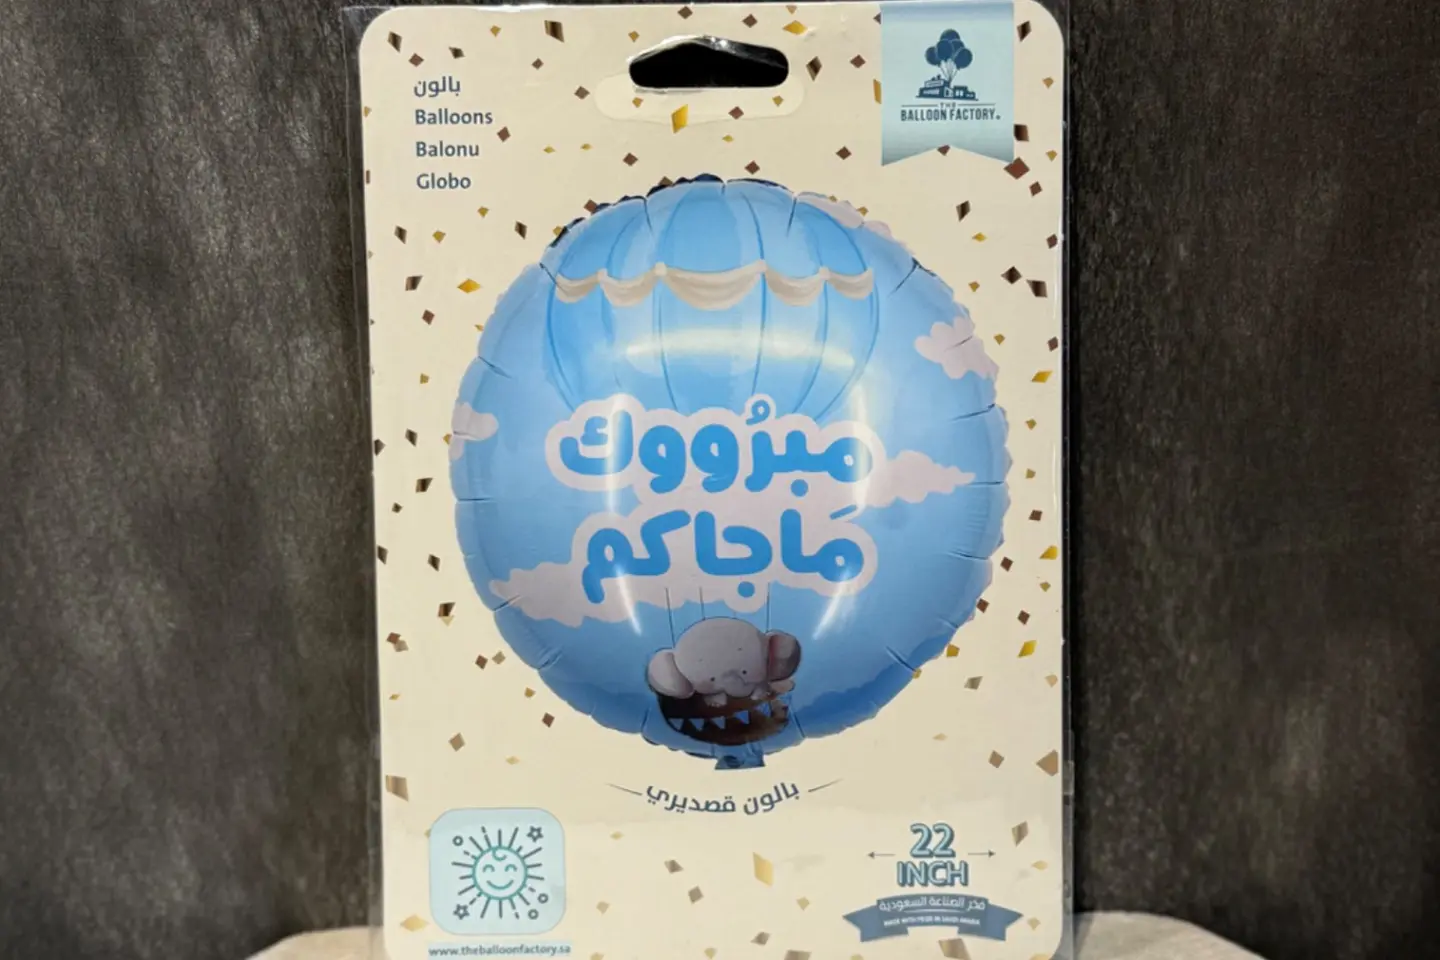 بالون
Balloons
Balonu
Globo
THE
BALLOON FACTORY
مبرُوووك
مَاجاكم
بالون قصديري
22
INCH
فخر الصناعة السعودية
MADE WITH PRIDE IN SAUDI ARABIA
www.theballoonfactory.sa